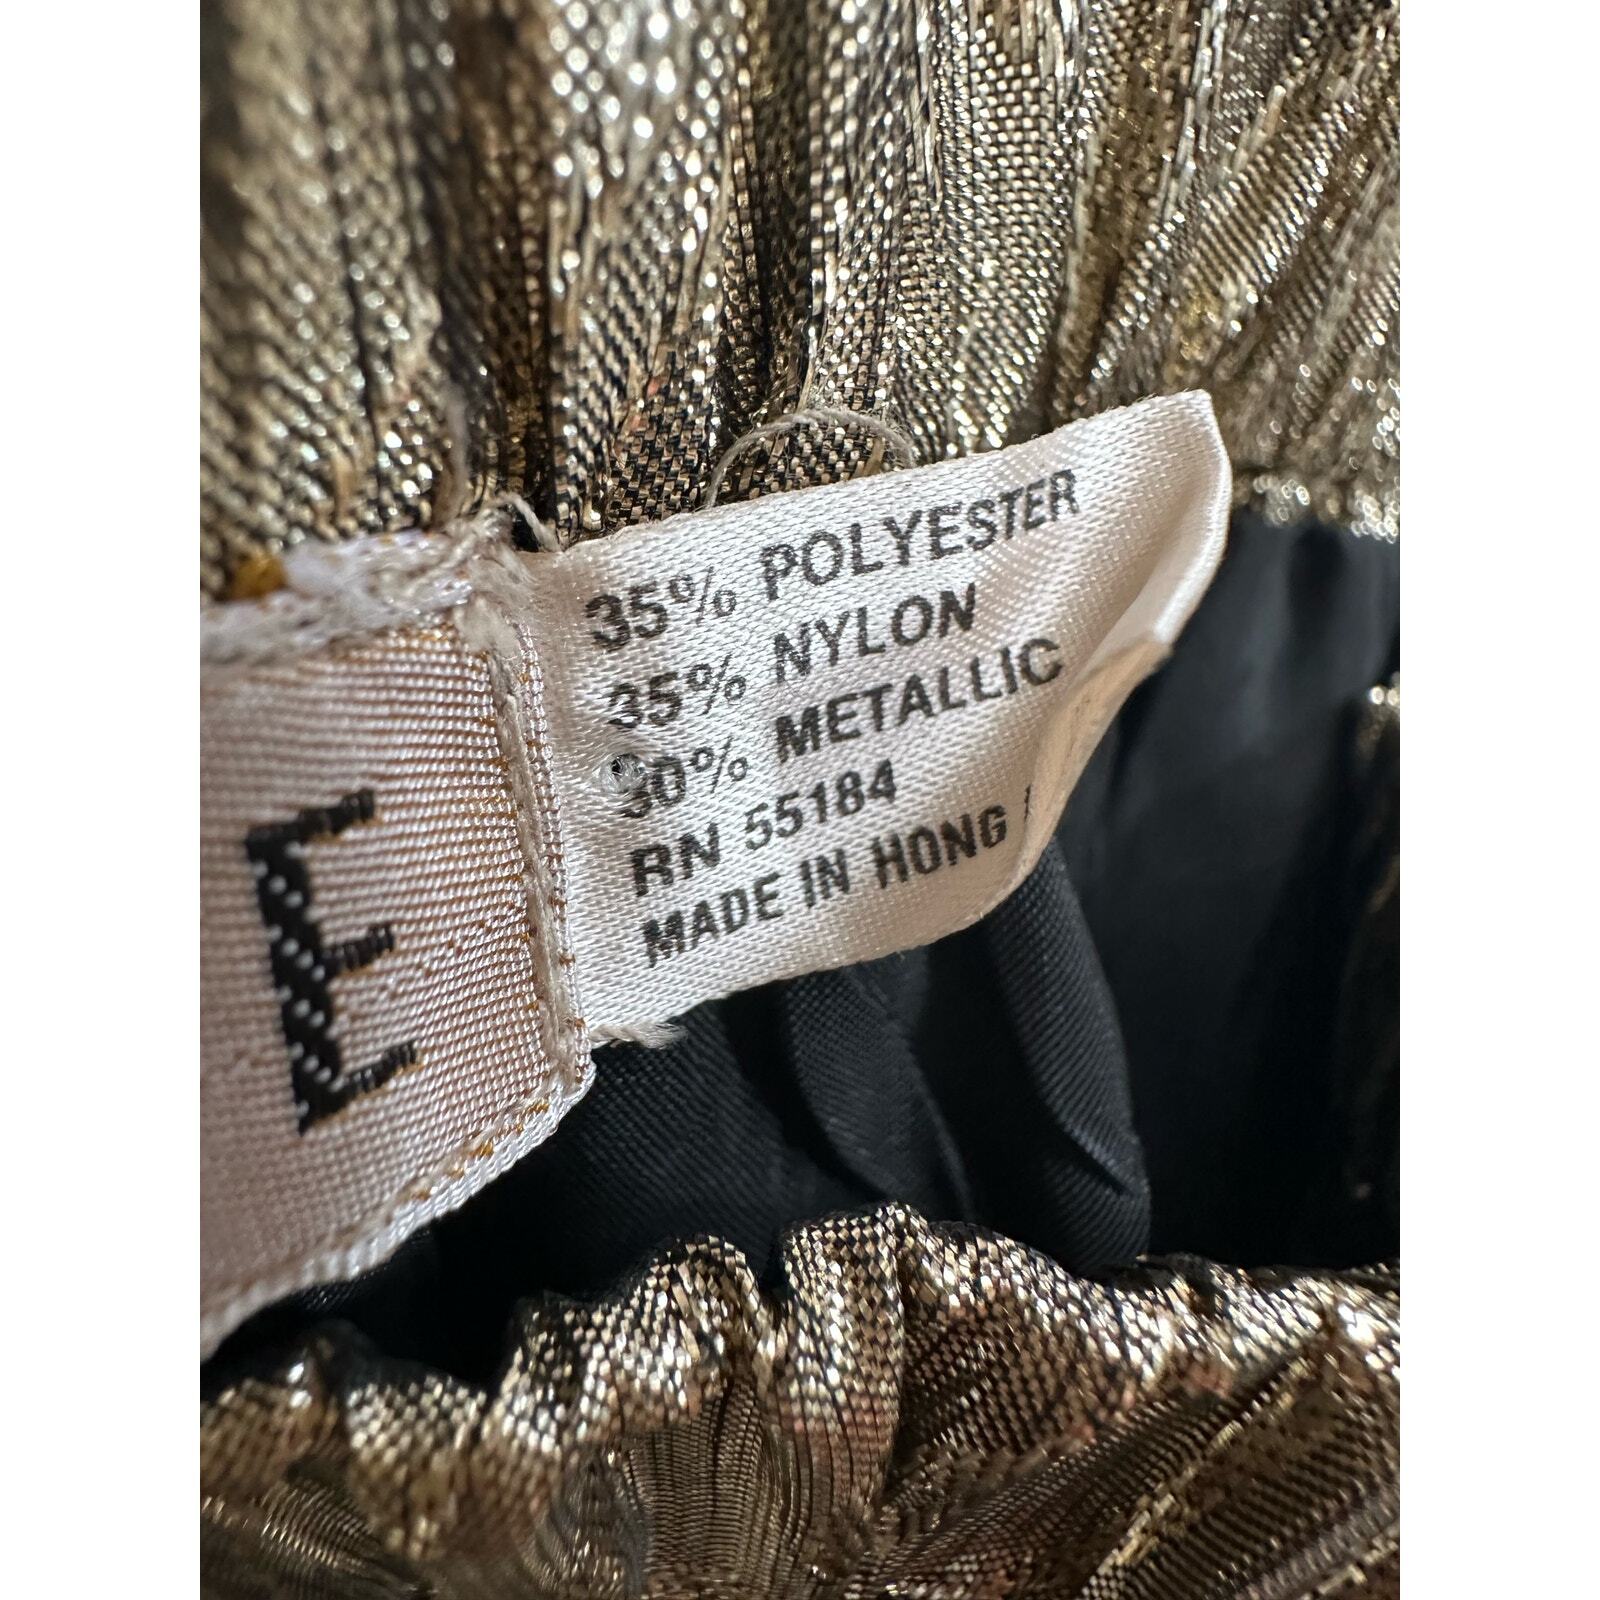 35% POLYESTER
35% NYLON
30% METALLIC
RN 55184
MADE IN HONG
E